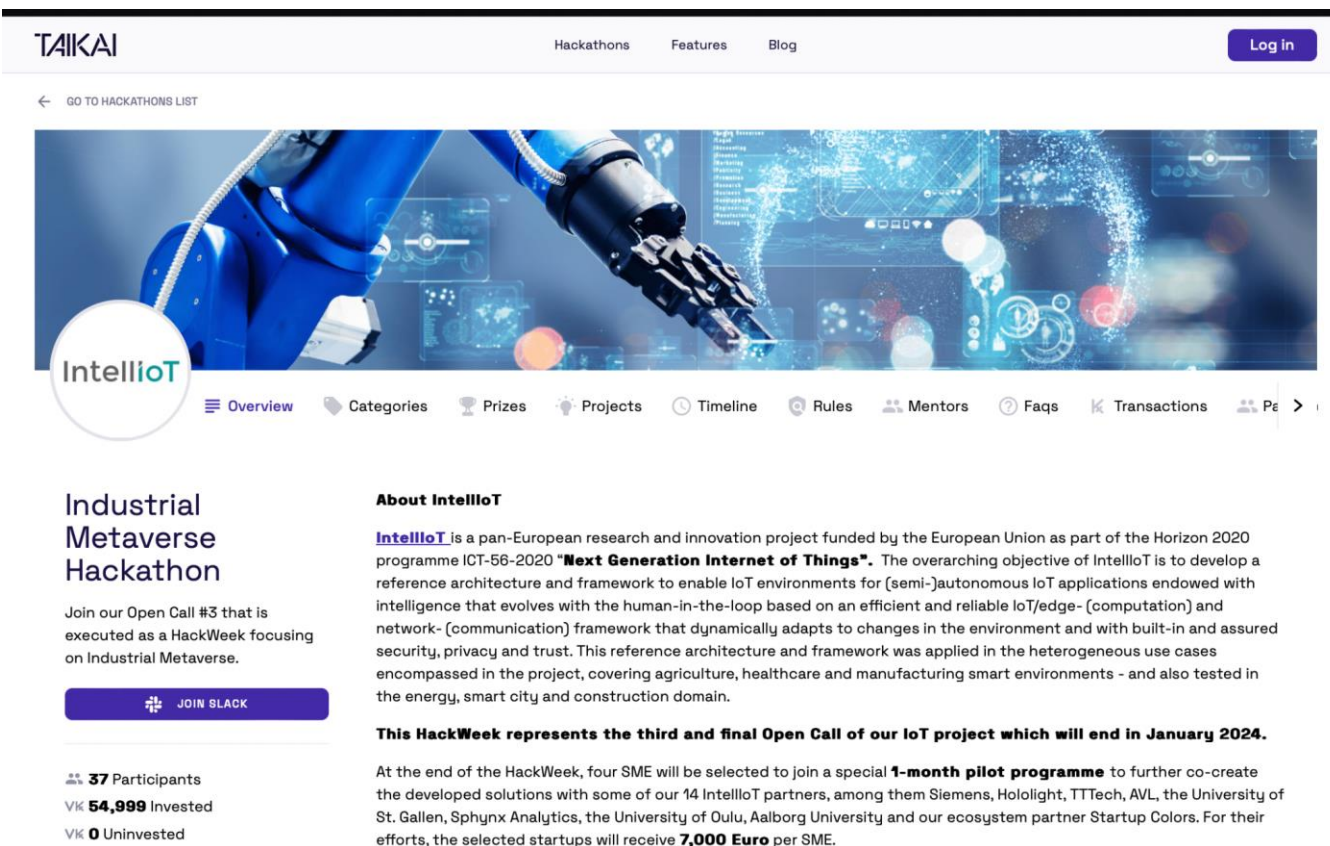 TAIKAI
Hackathons
Features
Blog
Log in
GO TO HACKATHONS LIST
IntellIoT
Overview
Categories
Prizes
Projects
Timeline
Rules
Mentors
Faqs
Transactions
Industrial
Metaverse
Hackathon
Join our Open Call #3 that is
executed as a HackWeek focusing
on Industrial Metaverse.
JOIN SLACK
37 Participants
VK 54,999 Invested
VK 0 Uninvested
About IntellIoT
IntellIoT is a pan-European research and innovation project funded by the European Union as part of the Horizon 2020
programme ICT-56-2020 “Next Generation Internet of Things”. The overarching objective of IntellIoT is to develop a
reference architecture and framework to enable IoT environments for (semi-)autonomous IoT applications endowed with
intelligence that evolves with the human-in-the-loop based on an efficient and reliable IoT/edge- (computation) and
network- (communication) framework that dynamically adapts to changes in the environment and with built-in and assured
security, privacy and trust. This reference architecture and framework was applied in the heterogeneous use cases
encompassed in the project, covering agriculture, healthcare and manufacturing smart environments - and also tested in
the energy, smart city and construction domain.
This HackWeek represents the third and final Open Call of our IoT project which will end in January 2024.
At the end of the HackWeek, four SME will be selected to join a special 1-month pilot programme to further co-create
the developed solutions with some of our 14 IntellIoT partners, among them Siemens, Hololight, TTTech, AVL, the University of
St. Gallen, Sphynx Analytics, the University of Oulu, Aalborg University and our ecosystem partner Startup Colors. For their
efforts, the selected startups will receive 7,000 Euro per SME.